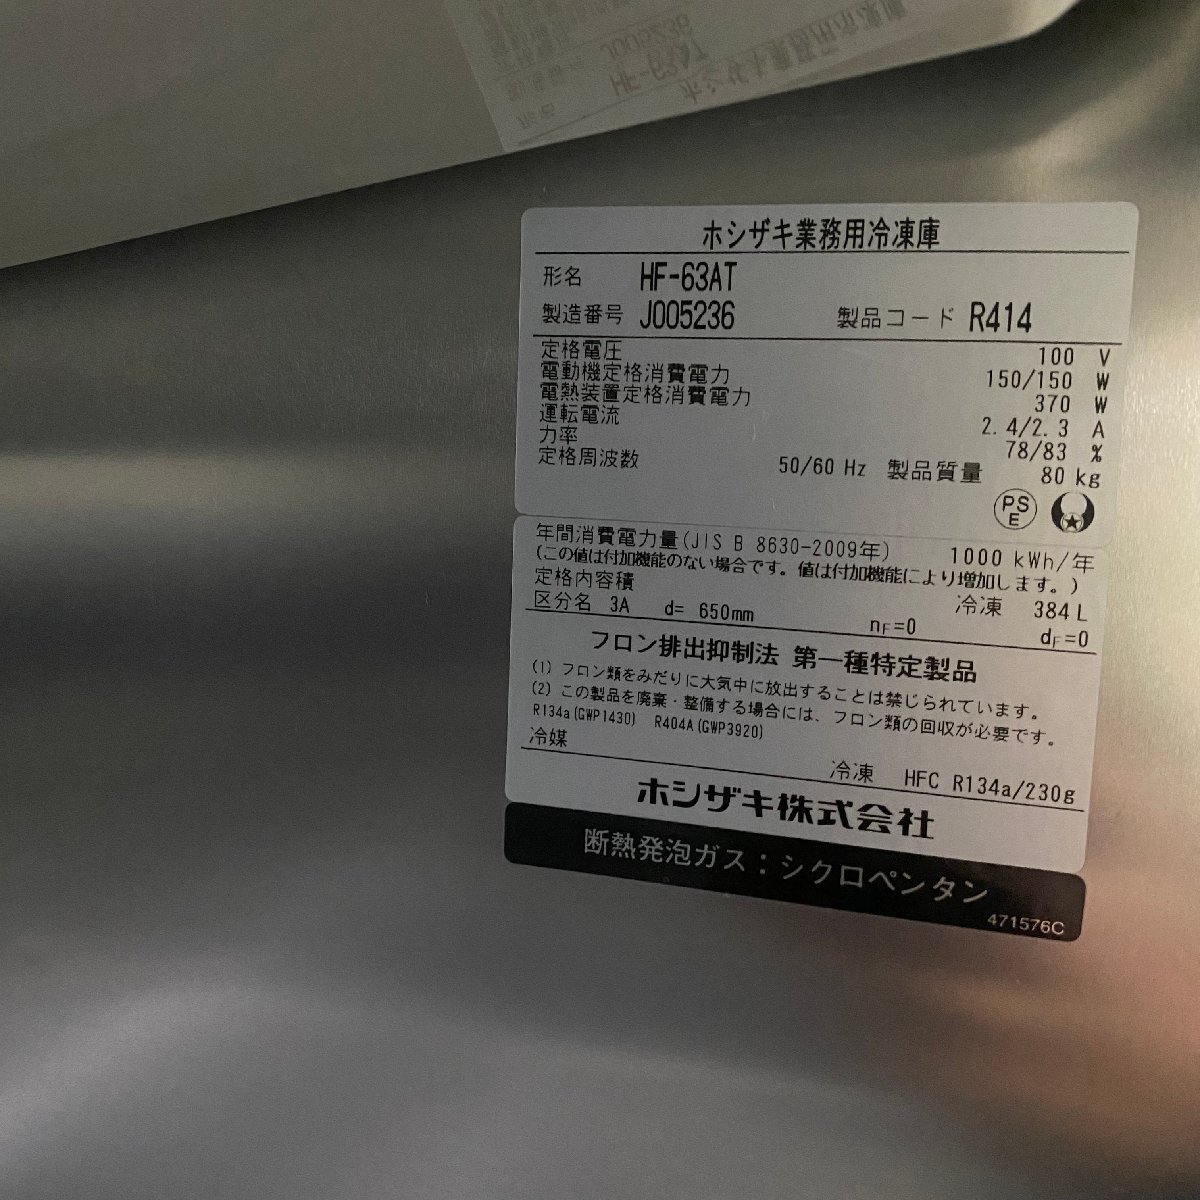 ホシザキ業務用冷凍庫
形名 HF-63AT
製造番号 J005236 製品コード R414
定格電圧 100 V
電動機定格消費電力 150/150 W
電熱装置定格消費電力 370 W
運転電流 2.4/2.3 A
力率 78/83 %
定格周波数 50/60 Hz 製品質量 80 kg
PSE
年間消費電力量(JIS B 8630-2009年) 1000 kWh/年
(この値は付加機能のない場合です。値は付加機能により増加します。)
定格内容積 冷凍 384 L
区分名 3A d= 650mm nF=0 dF=0
フロン排出抑制法 第一種特定製品
(1) フロン類をみだりに大気中に放出することは禁じられています。
(2) この製品を廃棄・整備する場合には、フロン類の回収が必要です。
R134a(GWP1430) R404A(GWP3920)
冷媒 冷凍 HFC R134a/230g
ホシザキ株式会社
断熱発泡ガス:シクロペンタン
471576C